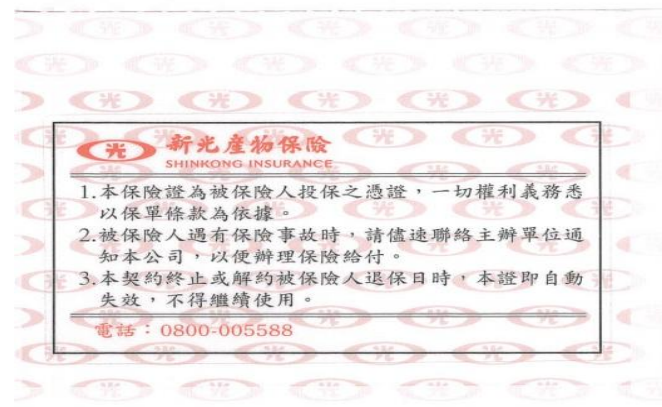 光 新光產物保險
SHINKONG INSURANCE
1.本保險證為被保險人投保之憑證，一切權利義務悉
以保單條款為依據。
2.被保險人遇有保險事故時，請儘速聯絡主辦單位通
知本公司，以便辦理保險給付。
3.本契約終止或解約被保險人退保日時，本證即自動
失效，不得繼續使用。
電話：0800-005588